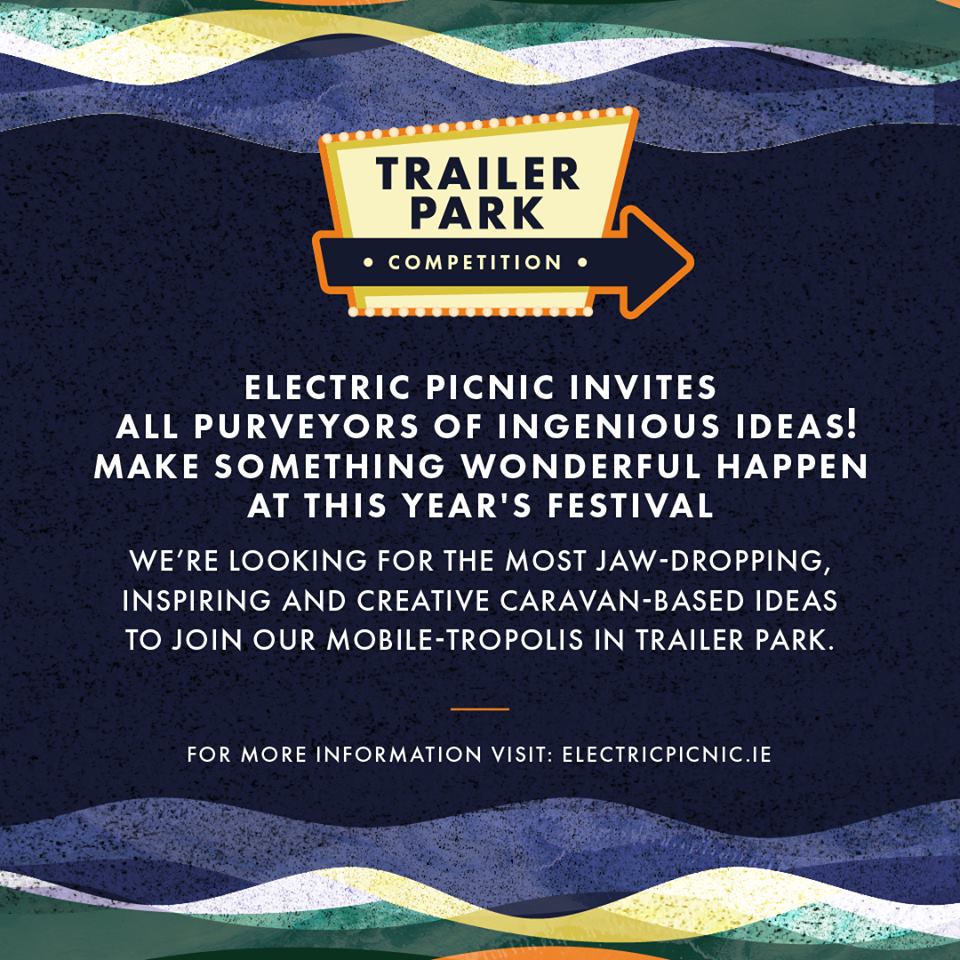 TRAILER
PARK
• COMPETITION •
ELECTRIC PICNIC INVITES
ALL PURVEYORS OF INGENIOUS IDEAS!
MAKE SOMETHING WONDERFUL HAPPEN
AT THIS YEAR'S FESTIVAL
WE’RE LOOKING FOR THE MOST JAW-DROPPING,
INSPIRING AND CREATIVE CARAVAN-BASED IDEAS
TO JOIN OUR MOBILE-TROPOLIS IN TRAILER PARK.
FOR MORE INFORMATION VISIT: ELECTRICPICNIC.IE